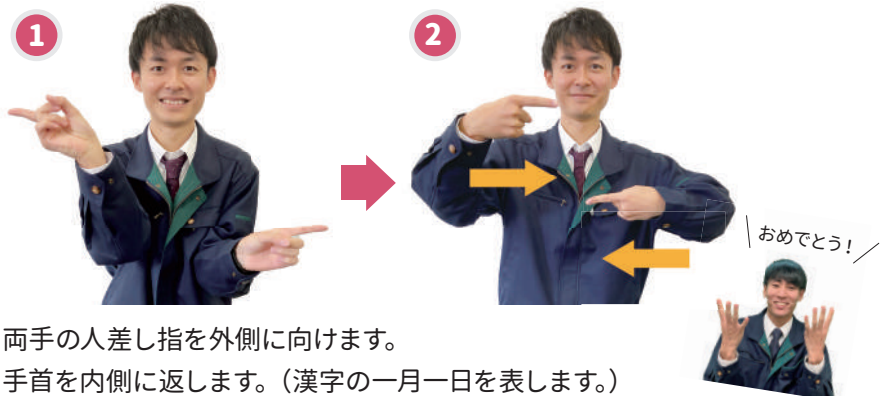 1
2
おめでとう!
両手の人差し指を外側に向けます。
手首を内側に返します。(漢字の一月一日を表します。)